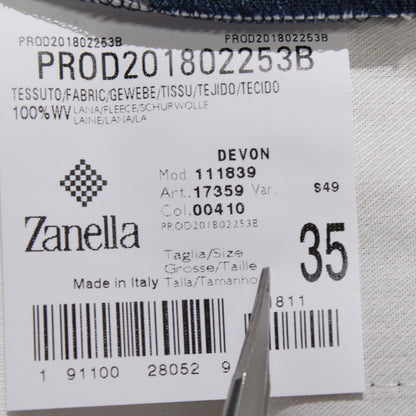 PROD201802253B PROD201802253B
PROD201802253B
TESSUTO/FABRIC/GEWEBE/TISSU/TEJIDO/TECIDO
100%WV LANA/FLEECE/SCHURWOLLE
LAINE/LANA/LA
DEVON
Mod. 111839
Art. 17359 Var. S49
Col. 00410
PROD201802253B
Zanella
Taglia/Size
Grosse/Taille
Talla/Tamanho
35
Made in Italy
1811
1 91100 28052 9